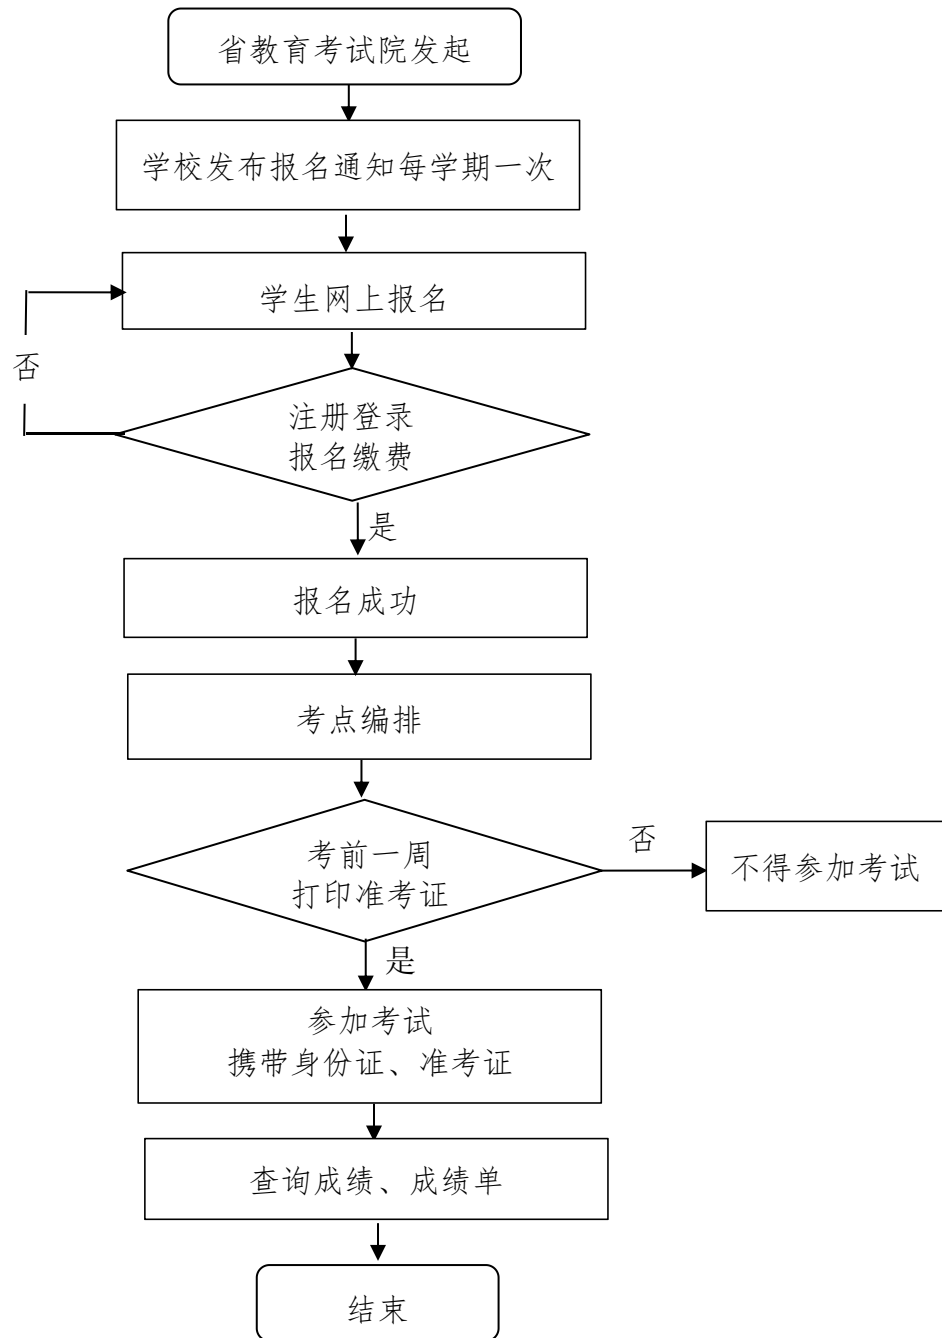 省教育考试院发起
学校发布报名通知每学期一次
学生网上报名
否
注册登录
报名缴费
是
报名成功
考点编排
考前一周
打印准考证
否
不得参加考试
是
参加考试
携带身份证、准考证
查询成绩、成绩单
结束